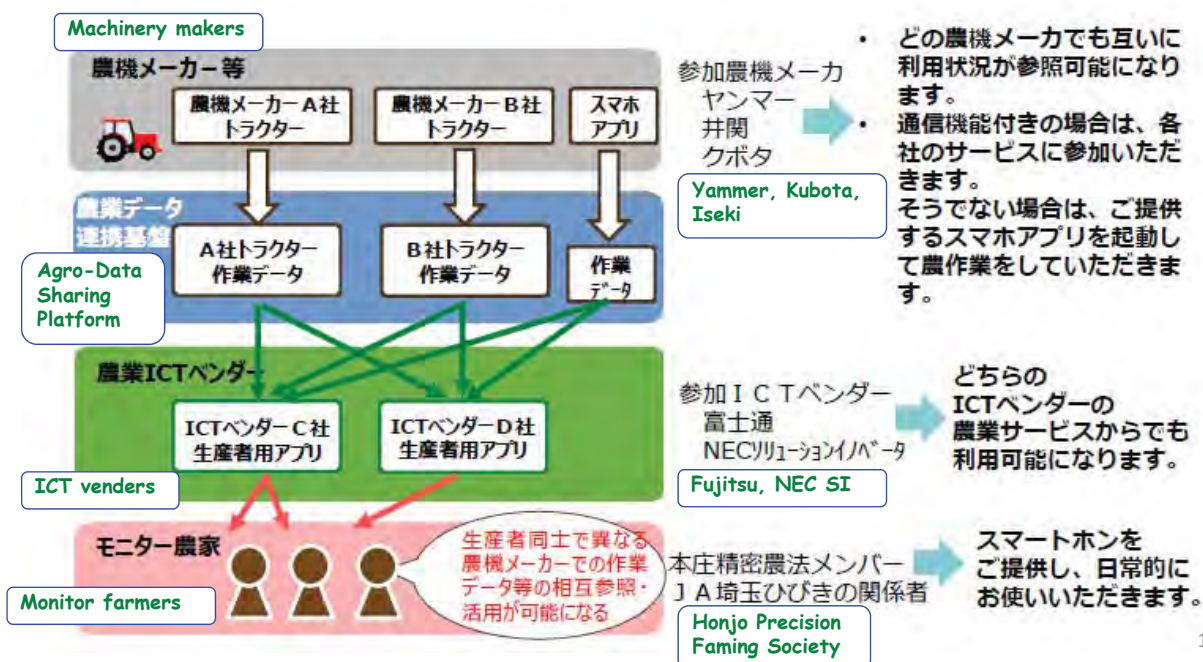 Machinery makers
農機メーカー等
農機メーカーA社
トラクター
農機メーカーB社
トラクター
スマホ
アプリ
参加農機メーカ
ヤンマー
井関
クボタ
Yammer, Kubota,
Iseki
• どの農機メーカでも互いに
利用状況が参照可能になり
ます。
• 通信機能付きの場合は、各
社のサービスに参加いただ
きます。
そうでない場合は、ご提供
するスマホアプリを起動し
て農作業をしていただきま
す。
農業データ
連携基盤
Agro-Data
Sharing
Platform
A社トラクター
作業データ
B社トラクター
作業データ
作業
データ
農業ICTベンダー
ICTベンダーC社
生産者用アプリ
ICTベンダーD社
生産者用アプリ
ICT venders
参加ICTベンダー
富士通
NECソリューションイノベータ
Fujitsu, NEC SI
どちらの
ICTベンダーの
農業サービスからでも
利用可能になります。
モニター農家
Monitor farmers
生産者同士で異なる
農機メーカーでの作業
データ等の相互参照・
活用が可能になる
本庄精密農法メンバー
JA埼玉ひびきの関係者
Honjo Precision
Faming Society
スマートホンを
ご提供し、日常的に
お使いいただきます。
1